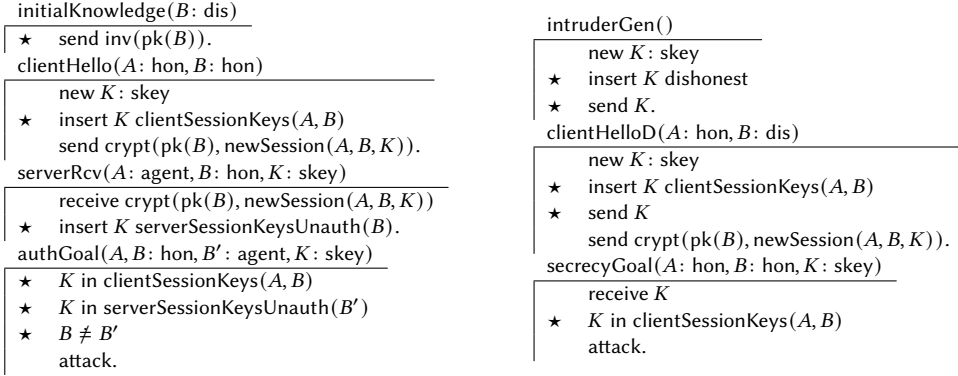 initialKnowledge(B: dis)
★ send inv(pk(B)).
clientHello(A: hon, B: hon)
new K: skey
★ insert K clientSessionKeys(A, B)
send crypt(pk(B), newSession(A, B, K)).
serverRcv(A: agent, B: hon, K: skey)
receive crypt(pk(B), newSession(A, B, K))
★ insert K serverSessionKeysUnauth(B).
authGoal(A, B: hon, B′: agent, K: skey)
★ K in clientSessionKeys(A, B)
★ K in serverSessionKeysUnauth(B′)
★ B ≠ B′
attack.
intruderGen()
new K: skey
★ insert K dishonest
★ send K.
clientHelloD(A: hon, B: dis)
new K: skey
★ insert K clientSessionKeys(A, B)
★ send K
send crypt(pk(B), newSession(A, B, K)).
secrecyGoal(A: hon, B: hon, K: skey)
receive K
★ K in clientSessionKeys(A, B)
attack.